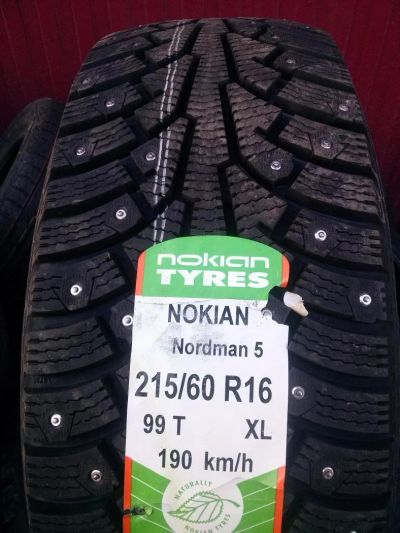 nokian
TYRES
NOKIAN
Nordman 5
215/60 R16
99 T XL
190 km/h
NATURALLY
NOKIAN TYRES